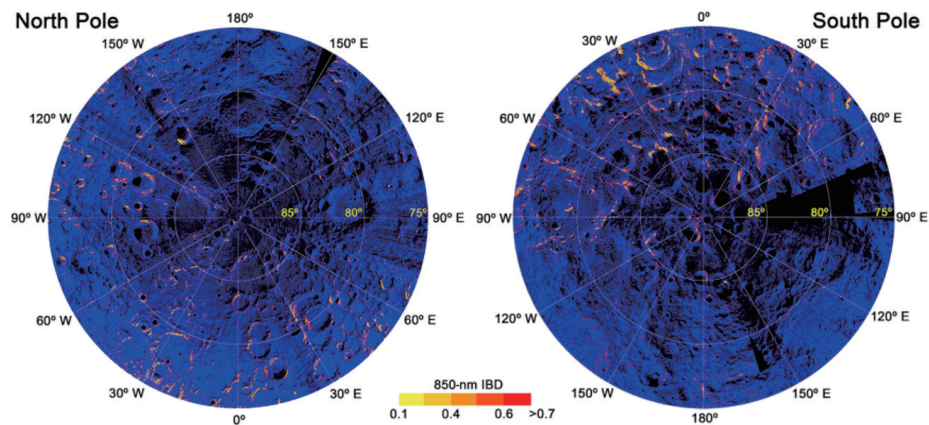 North Pole
180º
150º W
150º E
120º W
120º E
90º W
85º
80º
75º
90º E
60º W
60º E
30º W
30º E
0º
South Pole
0º
30º W
30º E
60º W
60º E
90º W
85º
80º
75º
90º E
120º W
120º E
150º W
150º E
180º
850-nm IBD
0.1 0.4 0.6 >0.7